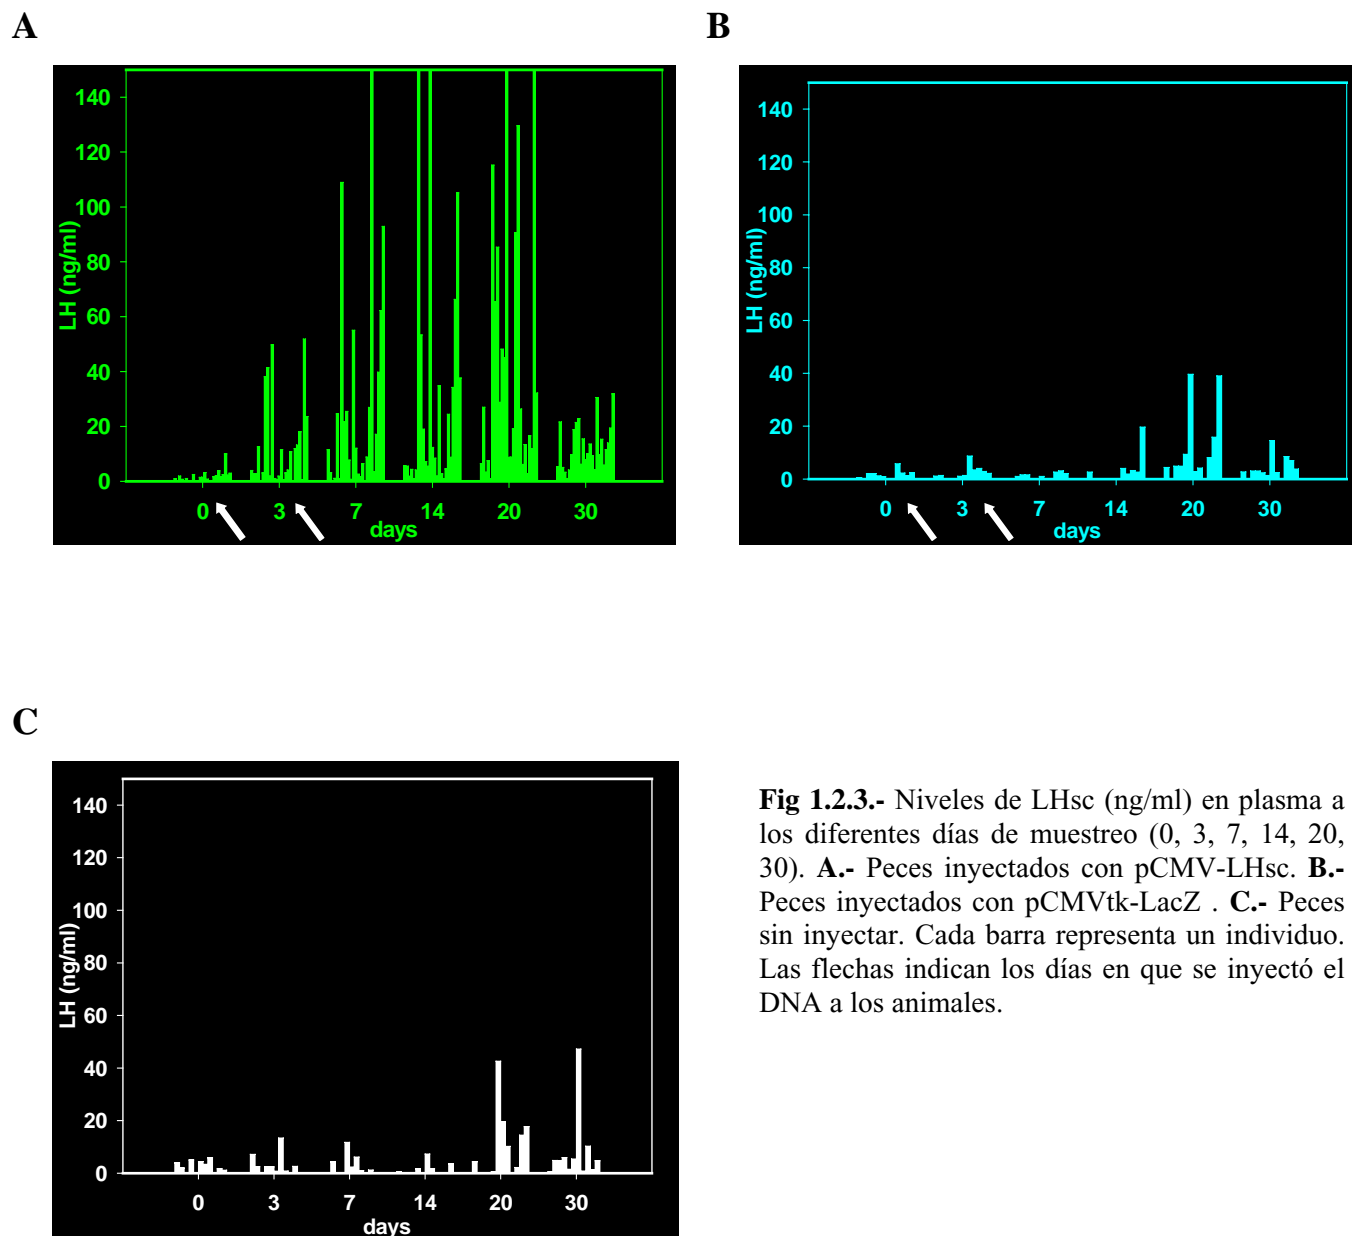 A
B
140
120
100
80
60
40
20
0
LH (ng/ml)
0 3 7 14 20 30
days
140
120
100
80
60
40
20
0
LH (ng/ml)
0 3 7 14 20 30
days
C
140
120
100
80
60
40
20
0
LH (ng/ml)
0 3 7 14 20 30
days
Fig 1.2.3.- Niveles de LHsc (ng/ml) en plasma a
los diferentes días de muestreo (0, 3, 7, 14, 20,
30). A.- Peces inyectados con pCMV-LHsc. B.-
Peces inyectados con pCMVtk-LacZ . C.- Peces
sin inyectar. Cada barra representa un individuo.
Las flechas indican los días en que se inyectó el
DNA a los animales.